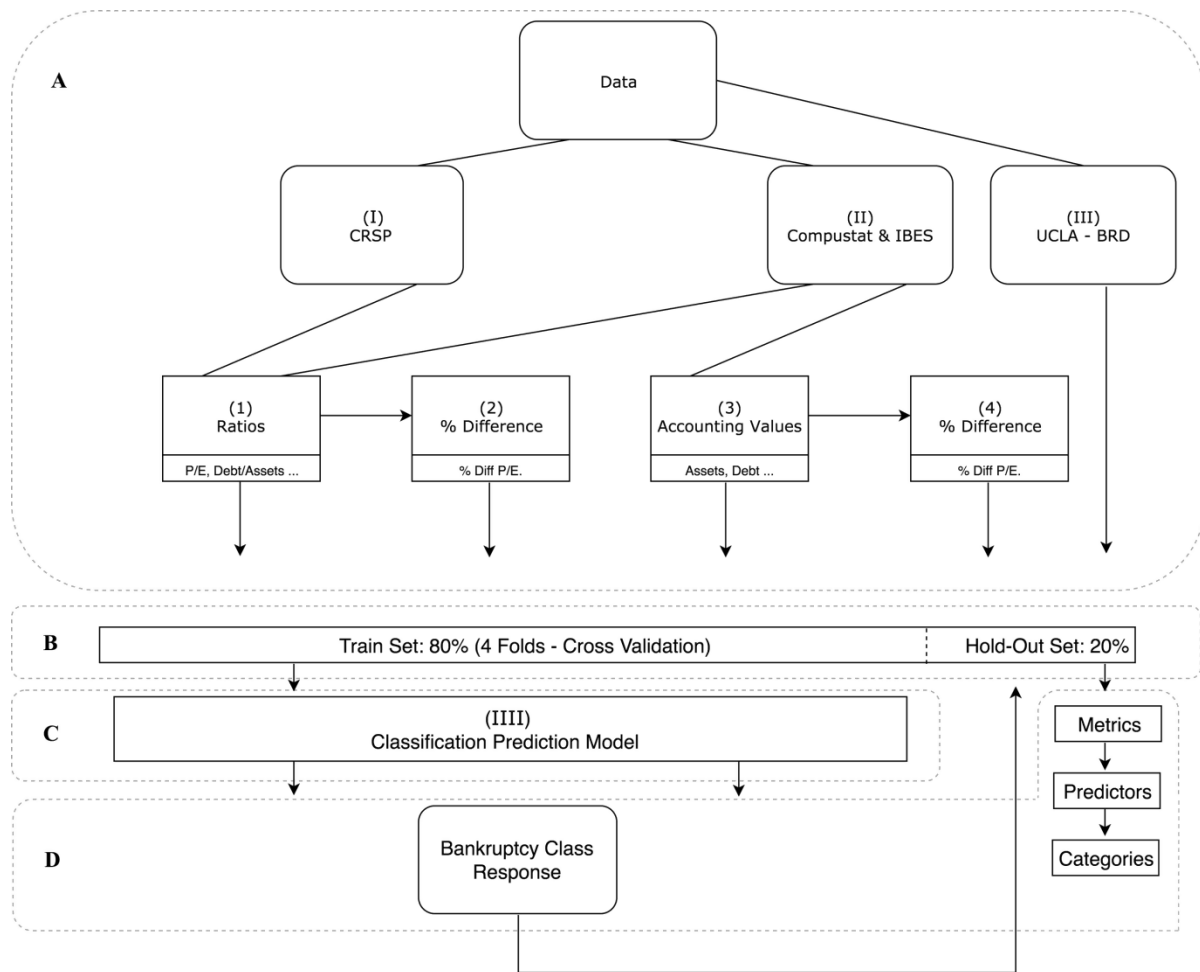 A
Data
(I)
CRSP
(II)
Compustat & IBES
(III)
UCLA - BRD
(1)
Ratios
P/E, Debt/Assets ...
(2)
% Difference
% Diff P/E.
(3)
Accounting Values
Assets, Debt ...
(4)
% Difference
% Diff P/E.
B
Train Set: 80% (4 Folds - Cross Validation)
Hold-Out Set: 20%
C
(IIII)
Classification Prediction Model
Metrics
Predictors
Categories
D
Bankruptcy Class
Response